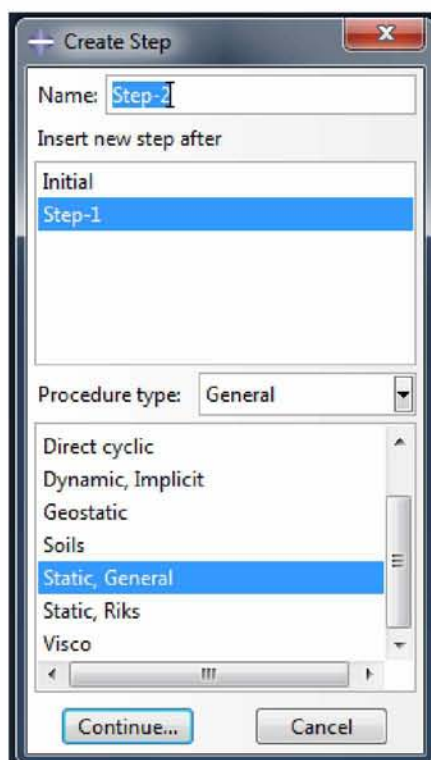 Create Step
Name: Step-2
Insert new step after
Initial
Step-1
Procedure type: General
Direct cyclic
Dynamic, Implicit
Geostatic
Soils
Static, General
Static, Riks
Visco
Continue... Cancel